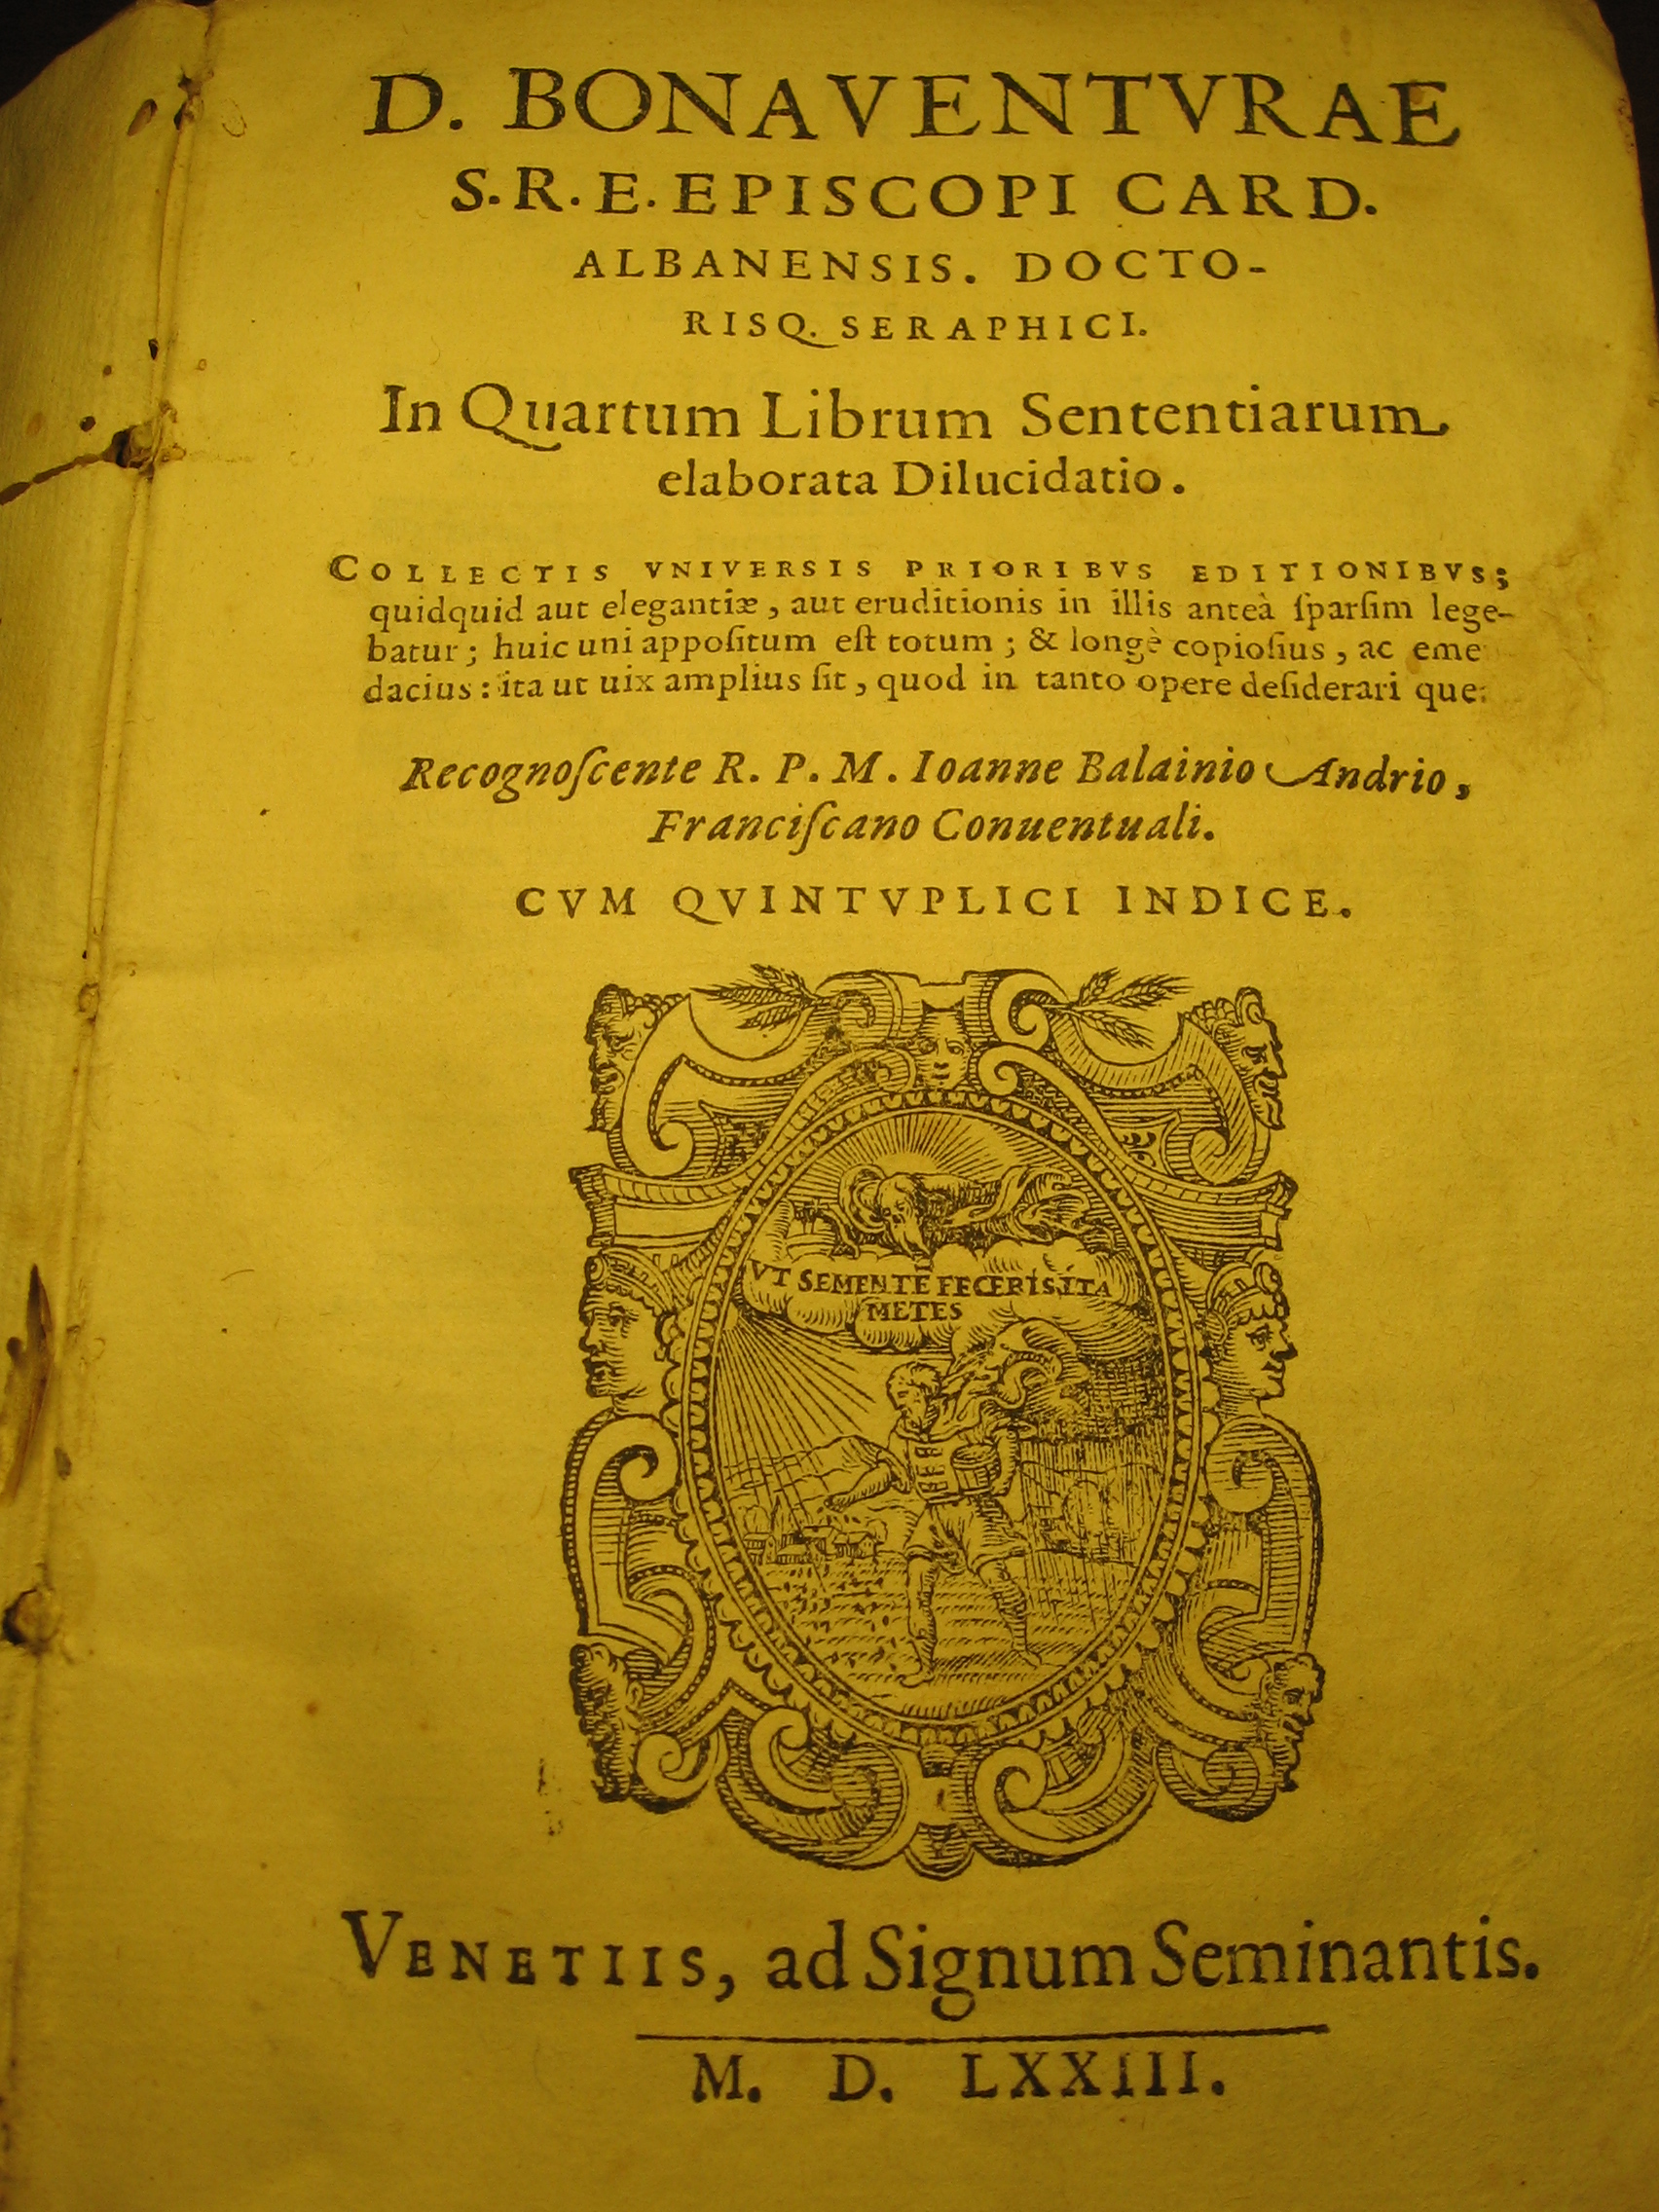 D. BONAVENTVRAE
S. R. E. EPISCOPI CARD.
ALBANENSIS. DOCTO-
RISQ. SERAPHICI.
In Quartum Librum Sententiarum
elaborata Dilucidatio.
COLLECTIS VNIVERSIS PRIORIBVS EDITIONIBVS;
quidquid aut elegantiæ, aut eruditionis in illis anteà ſparſim lege-
batur; huic uni appoſitum eſt totum; & longè copioſius, ac eme
dacius: ita ut uix amplius ſit, quod in tanto opere deſiderari que
Recognoſcente R. P. M. Ioanne Balainio Andrio,
Franciſcano Conuentuali.
CVM QVINTVPLICI INDICE.
VT SEMENTĒ FECERIS, ITA
METES
VENETIIS, ad Signum Seminantis.
M. D. LXXIII.